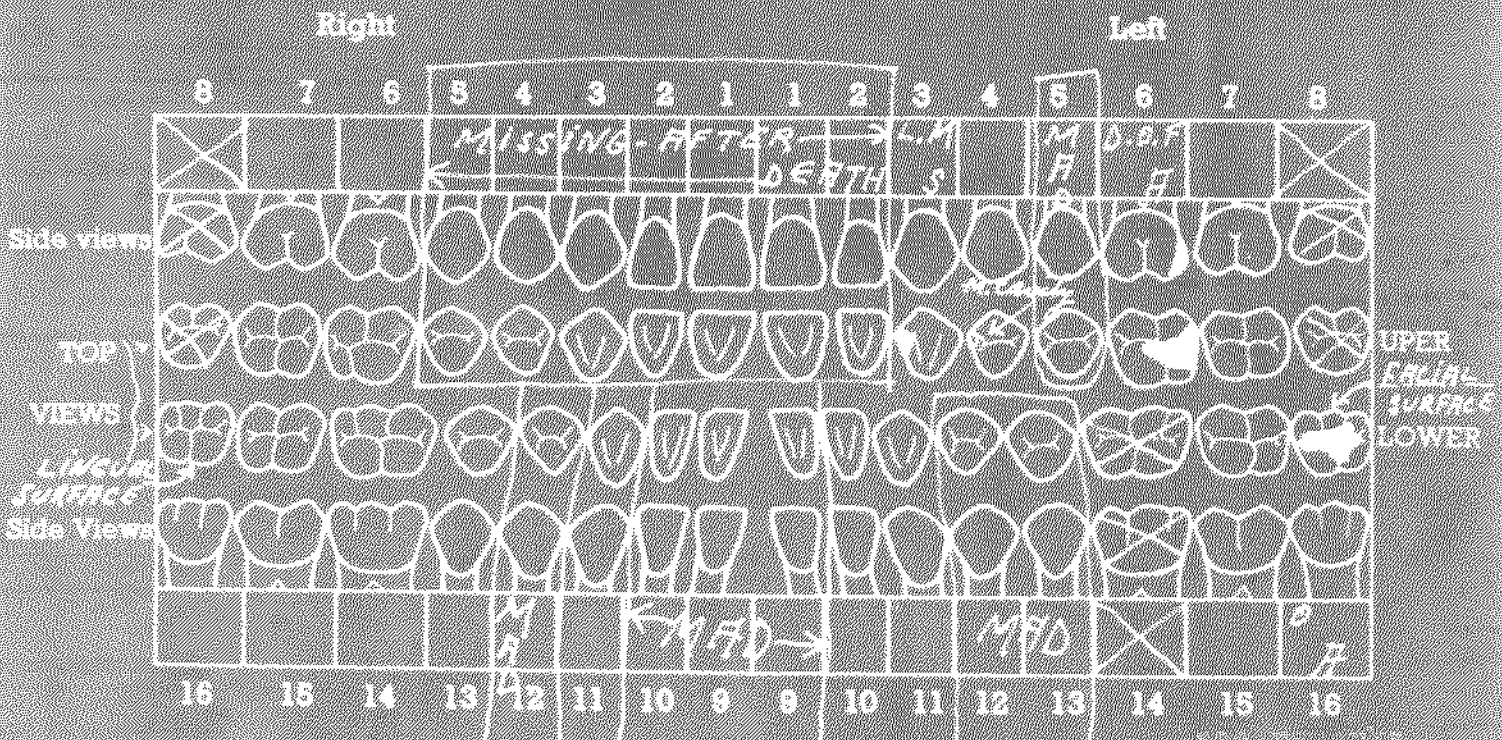 Right Left
8 7 6 5 4 3 2 1 1 2 3 4 5 6 7 8
MISSING - AFTER L.M M D.O.F
DEATH S A A
Side views
TOP UPER
FACIAL
VIEWS SURFACE
LOWER
LINGUAL
SURFACE
Side Views
M MAD MAD O
A A
D
16 15 14 13 12 11 10 9 9 10 11 12 13 14 15 16